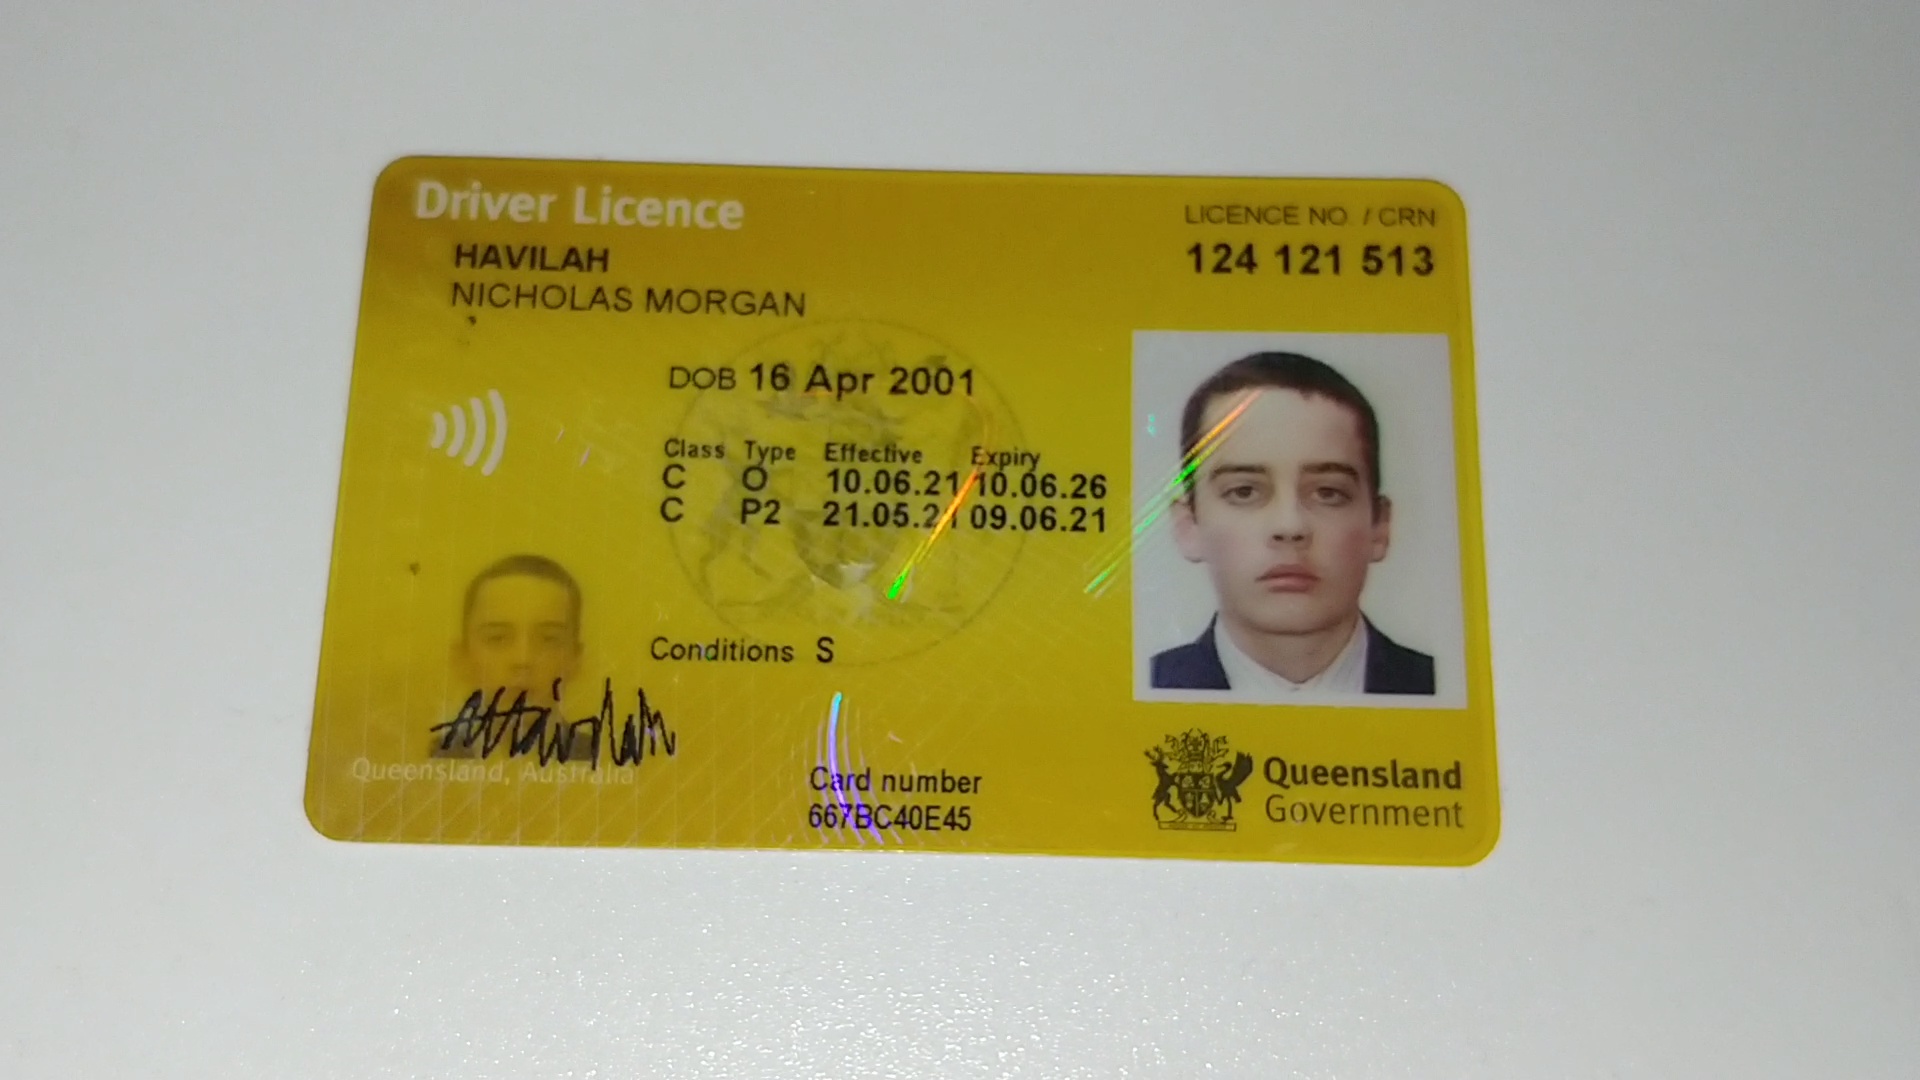 Driver Licence
LICENCE NO. / CRN
HAVILAH
124 121 513
NICHOLAS MORGAN
DOB 16 Apr 2001
Class Type Effective Expiry
C O 10.06.21 10.06.26
C P2 21.05.21 09.06.21
Conditions S
Queensland, Australia
Card number
667BC40E45
Queensland
Government